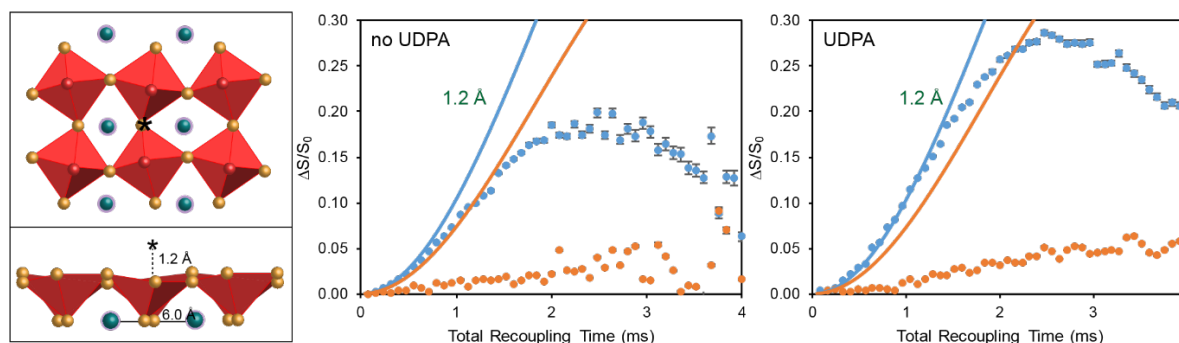 *
*
1.2 Å
6.0 Å
no UDPA
1.2 Å
ΔS/S0
0.30
0.25
0.20
0.15
0.10
0.05
0.00
0 1 2 3 4
Total Recoupling Time (ms)
UDPA
1.2 Å
ΔS/S0
0.30
0.25
0.20
0.15
0.10
0.05
0.00
0 1 2 3
Total Recoupling Time (ms)